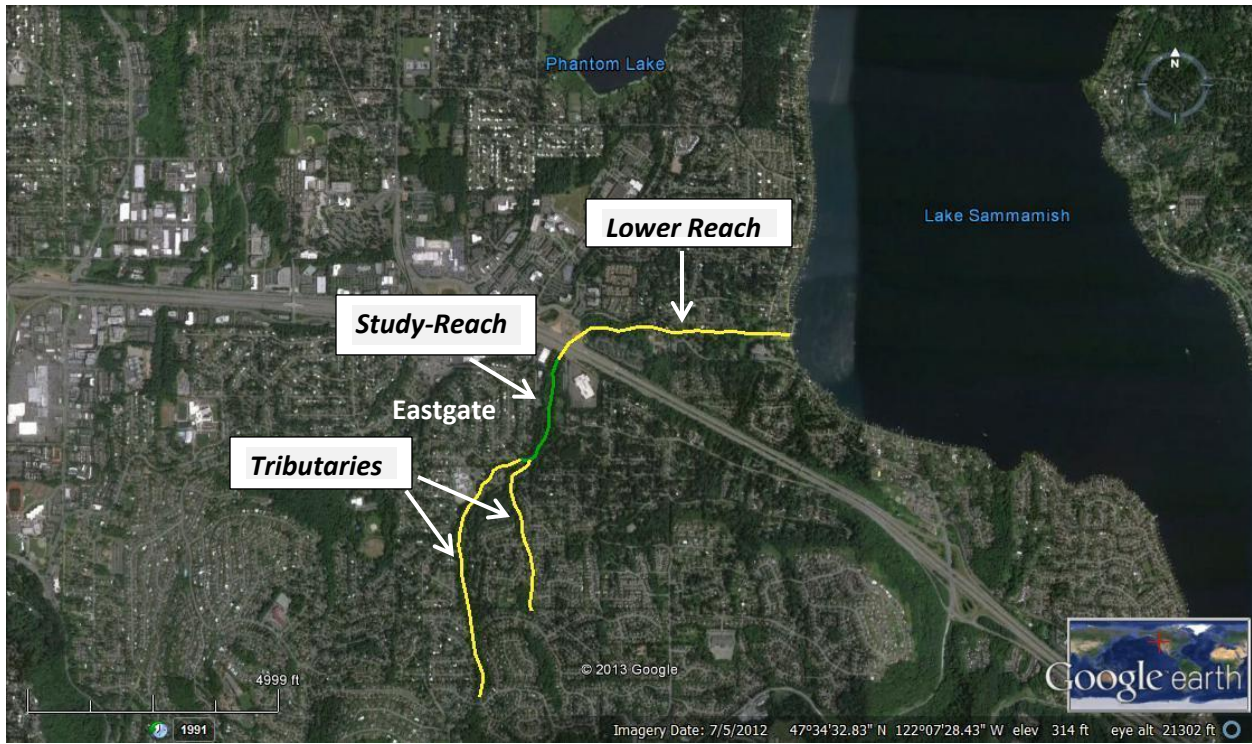 Phantom Lake
N
Lake Sammamish
Lower Reach
Study-Reach
Eastgate
Tributaries
© 2013 Google
4999 ft
Google earth
1991
Imagery Date: 7/5/2012 47°34'32.83" N 122°07'28.43" W elev 314 ft eye alt 21302 ft